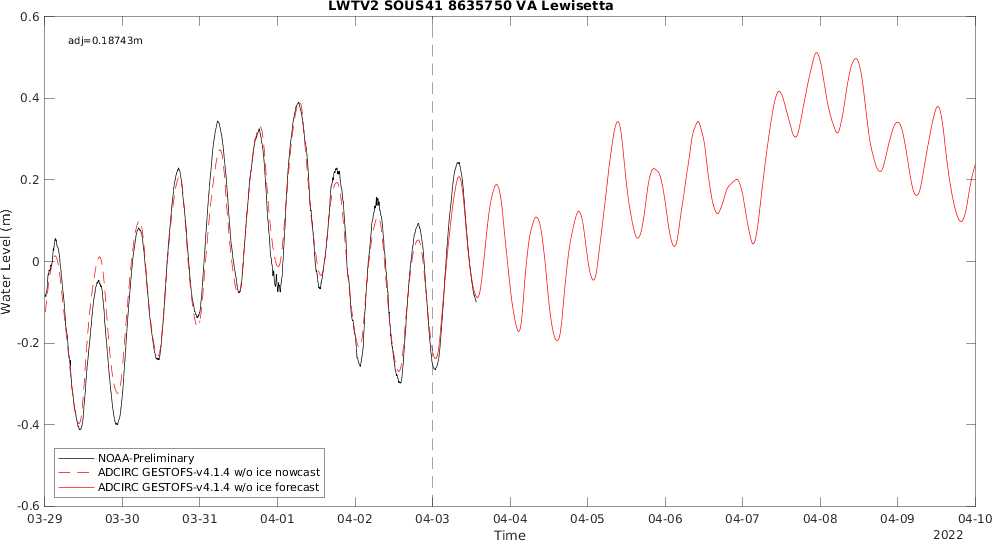 LWTV2 SOUS41 8635750 VA Lewisetta
adj=0.18743m
0.6
0.4
0.2
0
-0.2
-0.4
-0.6
Water Level (m)
NOAA-Preliminary
ADCIRC GESTOFS-v4.1.4 w/o ice nowcast
ADCIRC GESTOFS-v4.1.4 w/o ice forecast
03-29 03-30 03-31 04-01 04-02 04-03 04-04 04-05 04-06 04-07 04-08 04-09 04-10
Time
2022